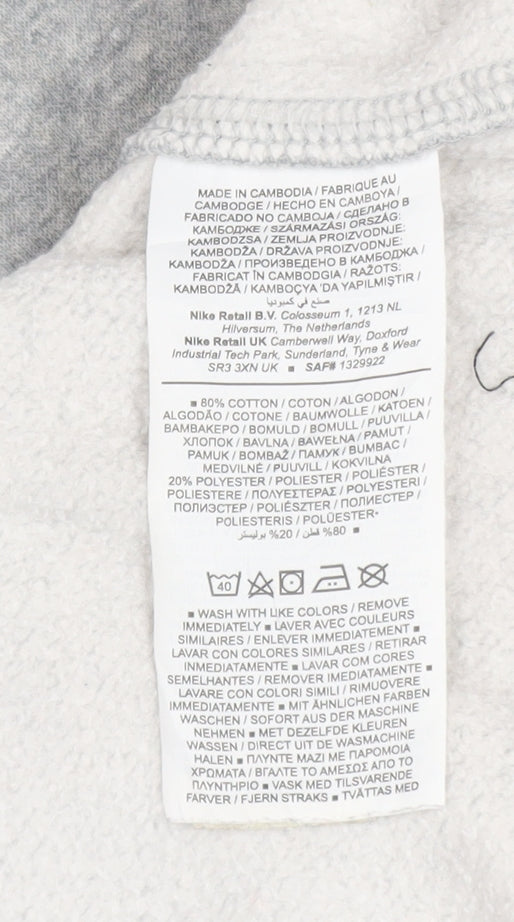 MADE IN CAMBODIA / FABRIQUE AU
CAMBODGE / HECHO EN CAMBOYA /
FABRICADO NO CAMBOJA / СДЕЛАНО В
КАМБОДЖЕ / SZÁRMAZÁSI ORSZÁG:
KAMBODZSA / ZEMLJA PROIZVODNJE:
KAMBODŽA / DRŽAVA PROIZVODNJE:
KAMBODŽA / ПРОИЗВЕДЕНО В КАМБОДЖА /
FABRICAT ÎN CAMBODGIA / RAŽOTS:
KAMBODŽĀ / KAMBOÇYA 'DA YAPILMIŞTIR /
صنع في كمبوديا
Nike Retail B.V. Colosseum 1, 1213 NL
Hilversum, The Netherlands
Nike Retail UK Camberwell Way, Doxford
Industrial Tech Park, Sunderland, Tyne & Wear
SR3 3XN UK ■ SAF# 1329922
■ 80% COTTON / COTON / ALGODON /
ALGODÃO / COTONE / BAUMWOLLE / KATOEN /
ΒΑΜΒΑΚΕΡΟ / BOMULD / BOMULL / PUUVILLA /
ХЛОПОК / BAVLNA / BAWEŁNA / PAMUT /
PAMUK / BOMBAŽ / ПАМУК / BUMBAC /
MEDVILNĖ / PUUVILL / KOKVILNA
20% POLYESTER / POLIESTER / POLIÉSTER /
POLIESTERE / ΠΟΛΥΕΣΤΕΡΑΣ / POLYESTERI /
ПОЛИЭСТЕР / POLIÉSZTER / ПОЛИЕСТЕР /
POLIESTERIS / POLÜESTER
■ 80% قطن / 20% بوليستر
40
■ WASH WITH LIKE COLORS / REMOVE
IMMEDIATELY ■ LAVER AVEC COULEURS
SIMILAIRES / ENLEVER IMMEDIATEMENT ■
LAVAR CON COLORES SIMILARES / RETIRAR
INMEDIATAMENTE ■ LAVAR COM CORES
SEMELHANTES / REMOVER IMEDIATAMENTE ■
LAVARE CON COLORI SIMILI / RIMUOVERE
IMMEDIATAMENTE ■ MIT ÄHNLICHEN FARBEN
WASCHEN / SOFORT AUS DER MASCHINE
NEHMEN ■ MET DEZELFDE KLEUREN
WASSEN / DIRECT UIT DE WASMACHINE
HALEN ■ ΠΛΥΝΤΕ ΜΑΖΙ ΜΕ ΠΑΡΟΜΟΙΑ
ΧΡΩΜΑΤΑ / ΒΓΑΛΤΕ ΤΟ ΑΜΕΣΩΣ ΑΠΟ ΤΟ
ΠΛΥΝΤΗΡΙΟ ■ VASK MED TILSVARENDE
FARVER / FJERN STRAKS ■ TVÄTTAS MED